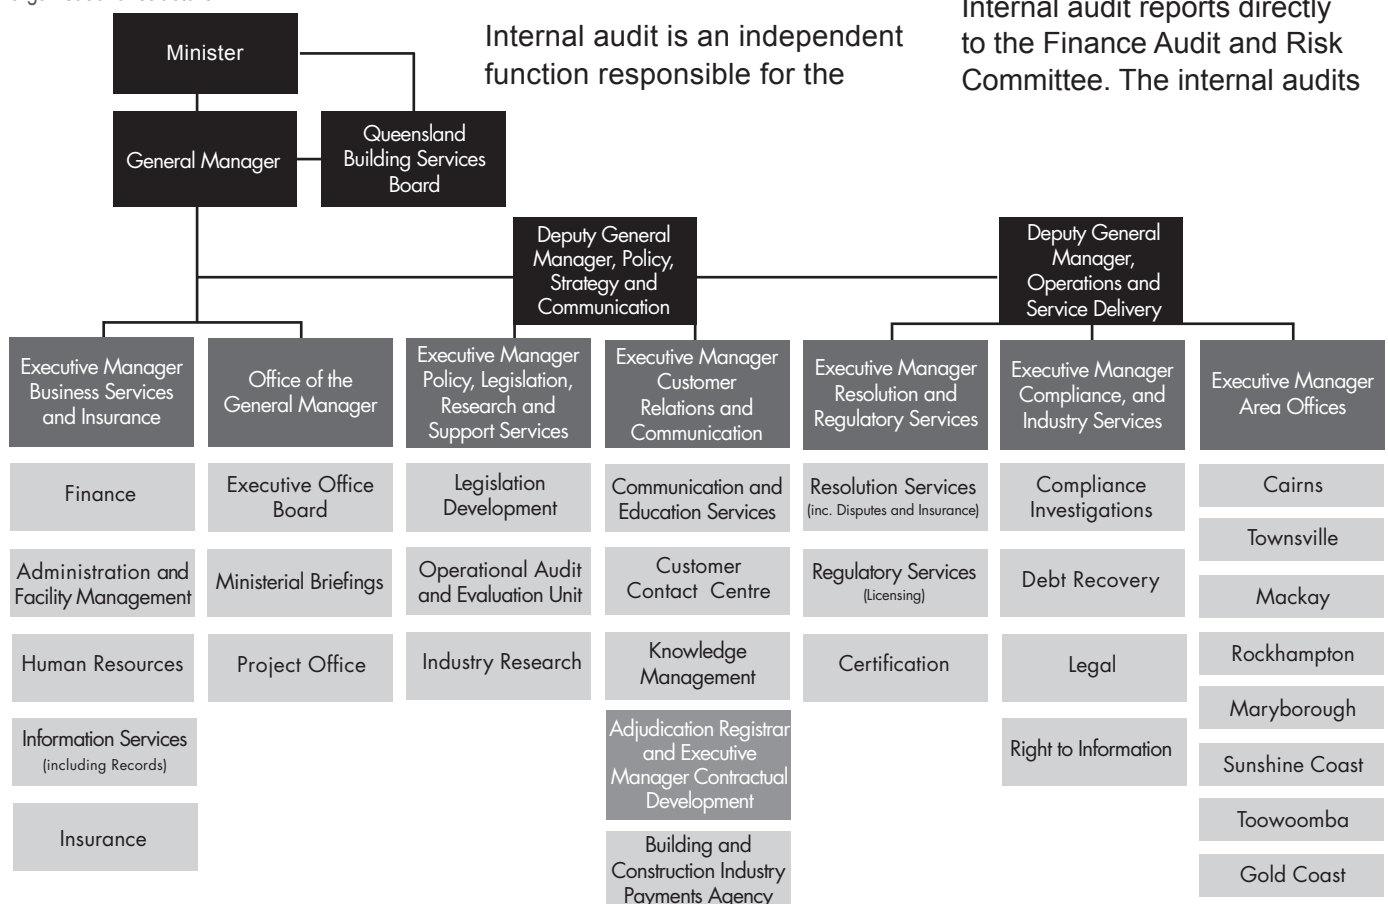 Internal audit is an independent
function responsible for the
Internal audit reports directly
to the Finance Audit and Risk
Committee. The internal audits
Minister
General Manager
Queensland
Building Services
Board
Deputy General
Manager, Policy,
Strategy and
Communication
Deputy General
Manager,
Operations and
Service Delivery
Executive Manager
Business Services
and Insurance
Finance
Administration and
Facility Management
Human Resources
Information Services
(including Records)
Insurance
Office of the
General Manager
Executive Office
Board
Ministerial Briefings
Project Office
Executive Manager
Policy, Legislation,
Research and
Support Services
Legislation
Development
Operational Audit
and Evaluation Unit
Industry Research
Executive Manager
Customer
Relations and
Communication
Communication and
Education Services
Customer
Contact Centre
Knowledge
Management
Adjudication Registrar
and Executive
Manager Contractual
Development
Building and
Construction Industry
Payments Agency
Executive Manager
Resolution and
Regulatory Services
Resolution Services
(inc. Disputes and Insurance)
Regulatory Services
(Licensing)
Certification
Executive Manager
Compliance, and
Industry Services
Compliance
Investigations
Debt Recovery
Legal
Right to Information
Executive Manager
Area Offices
Cairns
Townsville
Mackay
Rockhampton
Maryborough
Sunshine Coast
Toowoomba
Gold Coast